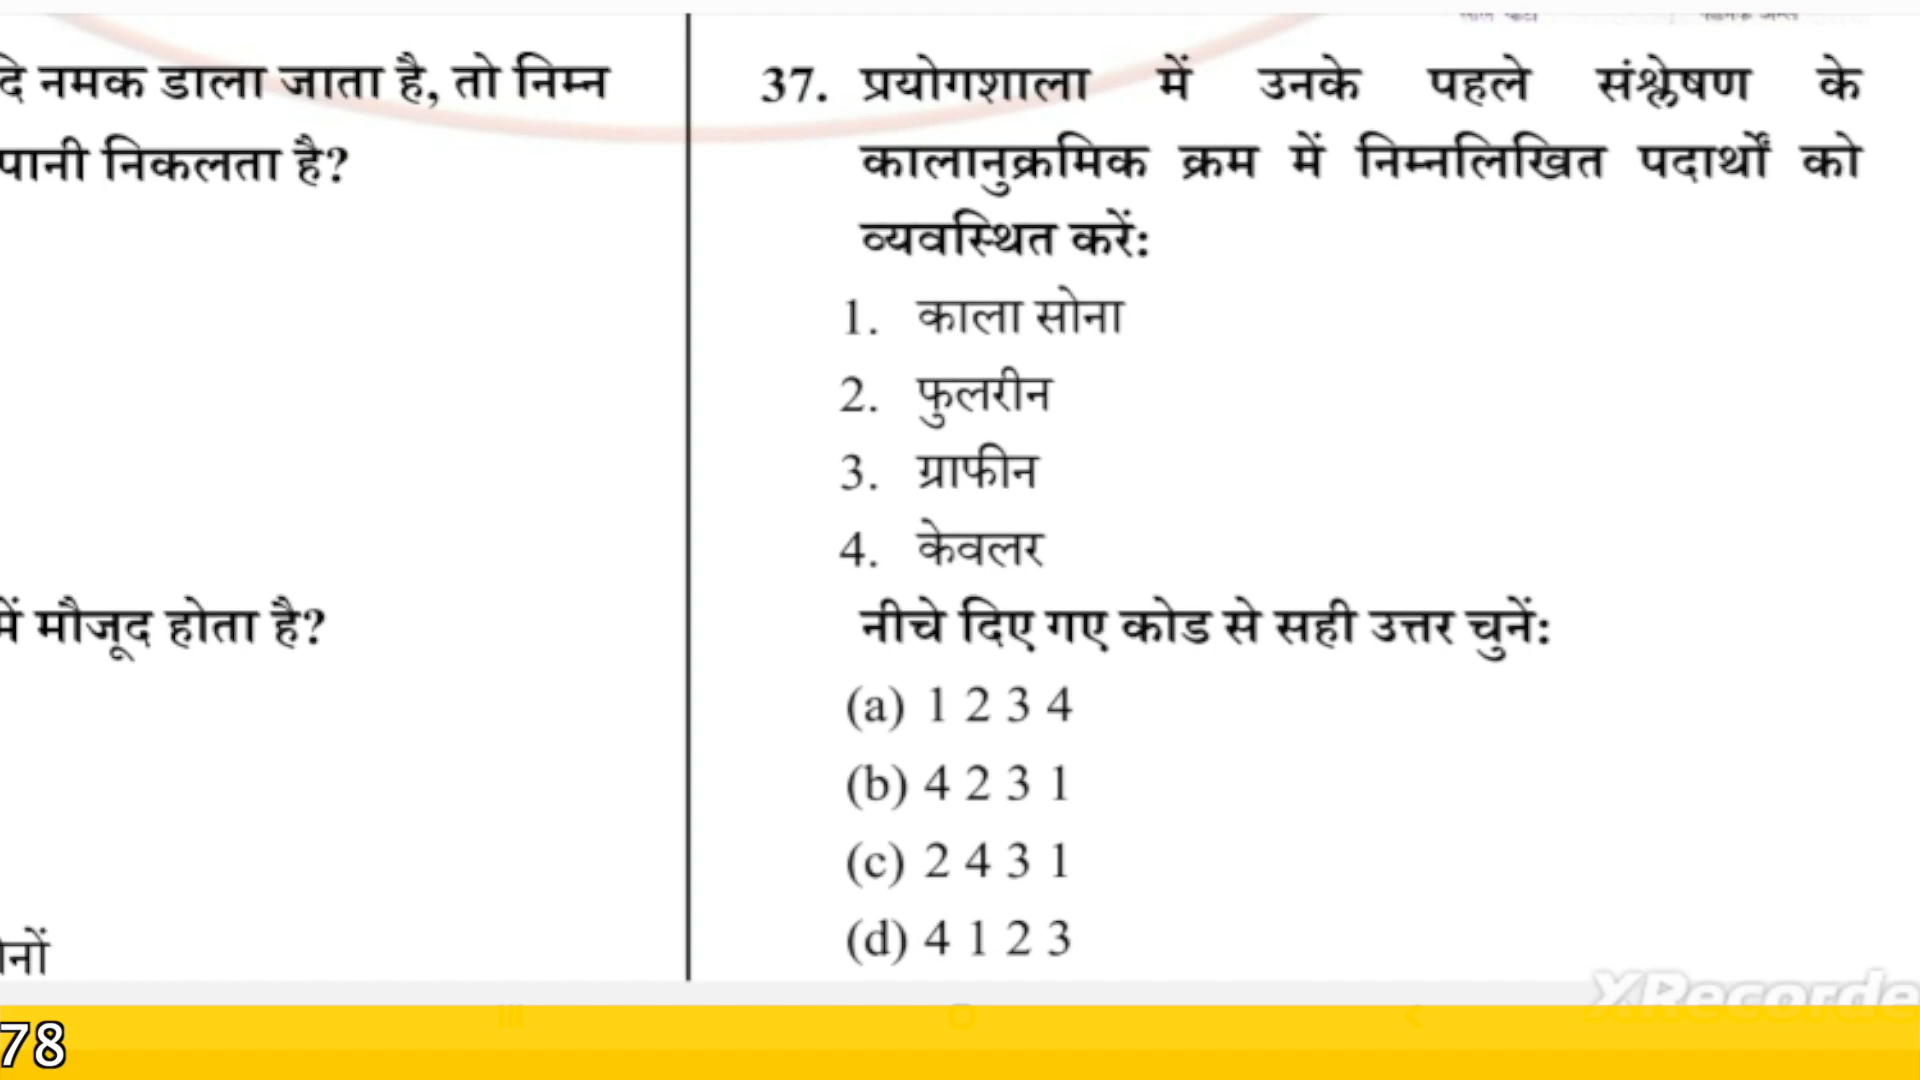 दि नमक डाला जाता है, तो निम्न
पानी निकलता है?
में मौजूद होता है?
37. प्रयोगशाला में उनके पहले संश्लेषण के
कालानुक्रमिक क्रम में निम्नलिखित पदार्थों को
व्यवस्थित करें:
1. काला सोना
2. फुलरीन
3. ग्राफीन
4. केवलर
नीचे दिए गए कोड से सही उत्तर चुनें:
(a) 1 2 3 4
(b) 4 2 3 1
(c) 2 4 3 1
(d) 4 1 2 3
XRecorde
78